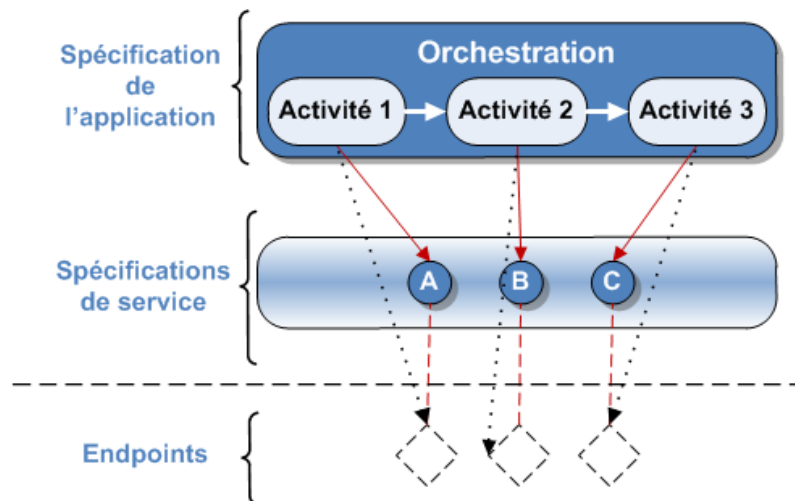 Spécification
de
l'application
Orchestration
Activité 1
Activité 2
Activité 3
Spécifications
de service
A
B
C
Endpoints